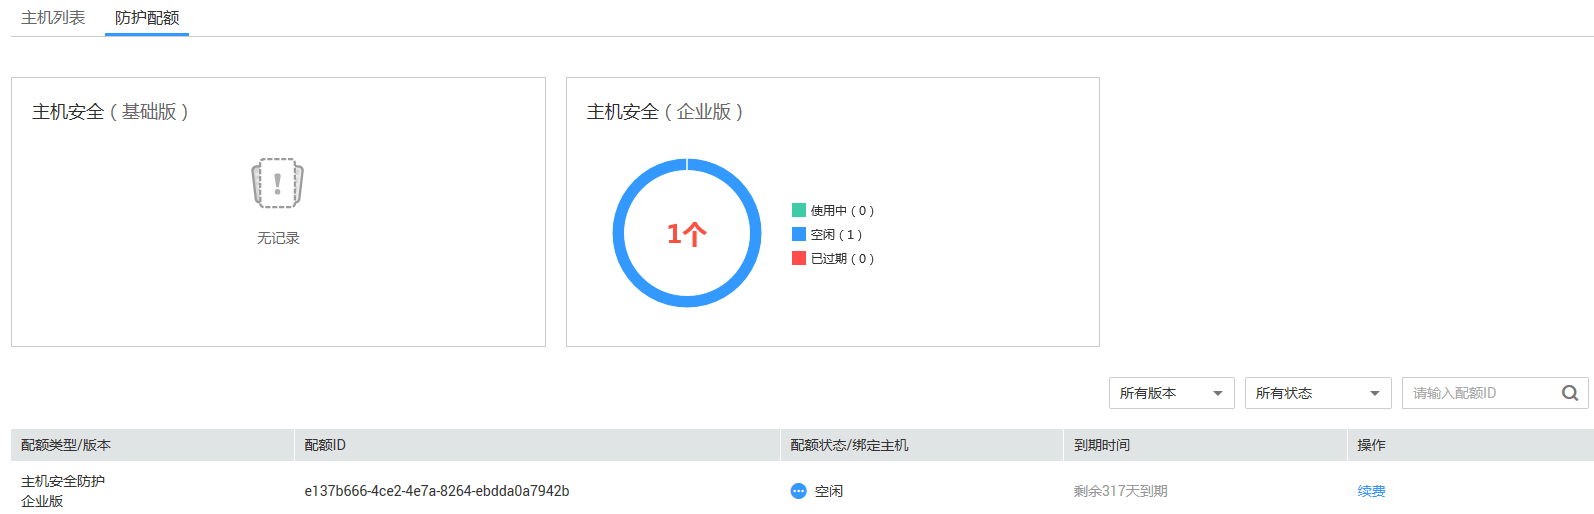 主机列表 防护配额
主机安全（基础版）
无记录
主机安全（企业版）
1个
使用中（0）
空闲（1）
已过期（0）
所有版本 所有状态 请输入配额ID
配额类型/版本 配额ID 配额状态/绑定主机 到期时间 操作
主机安全防护
企业版 e137b666-4ce2-4e7a-8264-ebdda0a7942b 空闲 剩余317天到期 续费